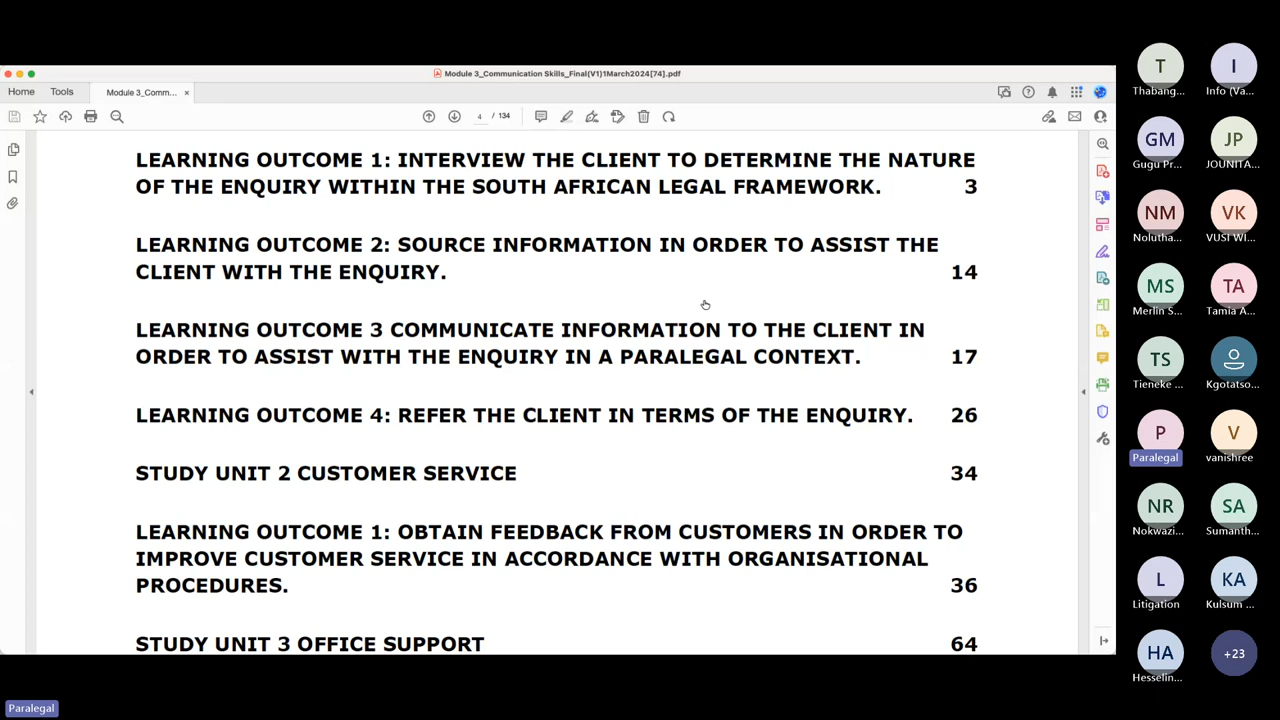 Module 3_Communication Skills_Final(V1)1March2024[74].pdf
Home Tools Module 3_Comm... ×
4 / 134
LEARNING OUTCOME 1: INTERVIEW THE CLIENT TO DETERMINE THE NATURE
OF THE ENQUIRY WITHIN THE SOUTH AFRICAN LEGAL FRAMEWORK. 3
LEARNING OUTCOME 2: SOURCE INFORMATION IN ORDER TO ASSIST THE
CLIENT WITH THE ENQUIRY. 14
LEARNING OUTCOME 3 COMMUNICATE INFORMATION TO THE CLIENT IN
ORDER TO ASSIST WITH THE ENQUIRY IN A PARALEGAL CONTEXT. 17
LEARNING OUTCOME 4: REFER THE CLIENT IN TERMS OF THE ENQUIRY. 26
STUDY UNIT 2 CUSTOMER SERVICE 34
LEARNING OUTCOME 1: OBTAIN FEEDBACK FROM CUSTOMERS IN ORDER TO
IMPROVE CUSTOMER SERVICE IN ACCORDANCE WITH ORGANISATIONAL
PROCEDURES. 36
STUDY UNIT 3 OFFICE SUPPORT 64
T I
Thabang... Info (Va...
GM JP
Gugu Pr... JOUNITA...
NM VK
Nolutha... VUSI WI...
MS TA
Merlin S... Tamia A...
TS
Tieneke ... Kgotatso...
P V
Paralegal vanishree
NR SA
Nokwazi... Sumanth...
L KA
Litigation Kulsum ...
HA +23
Hesselin...
Paralegal